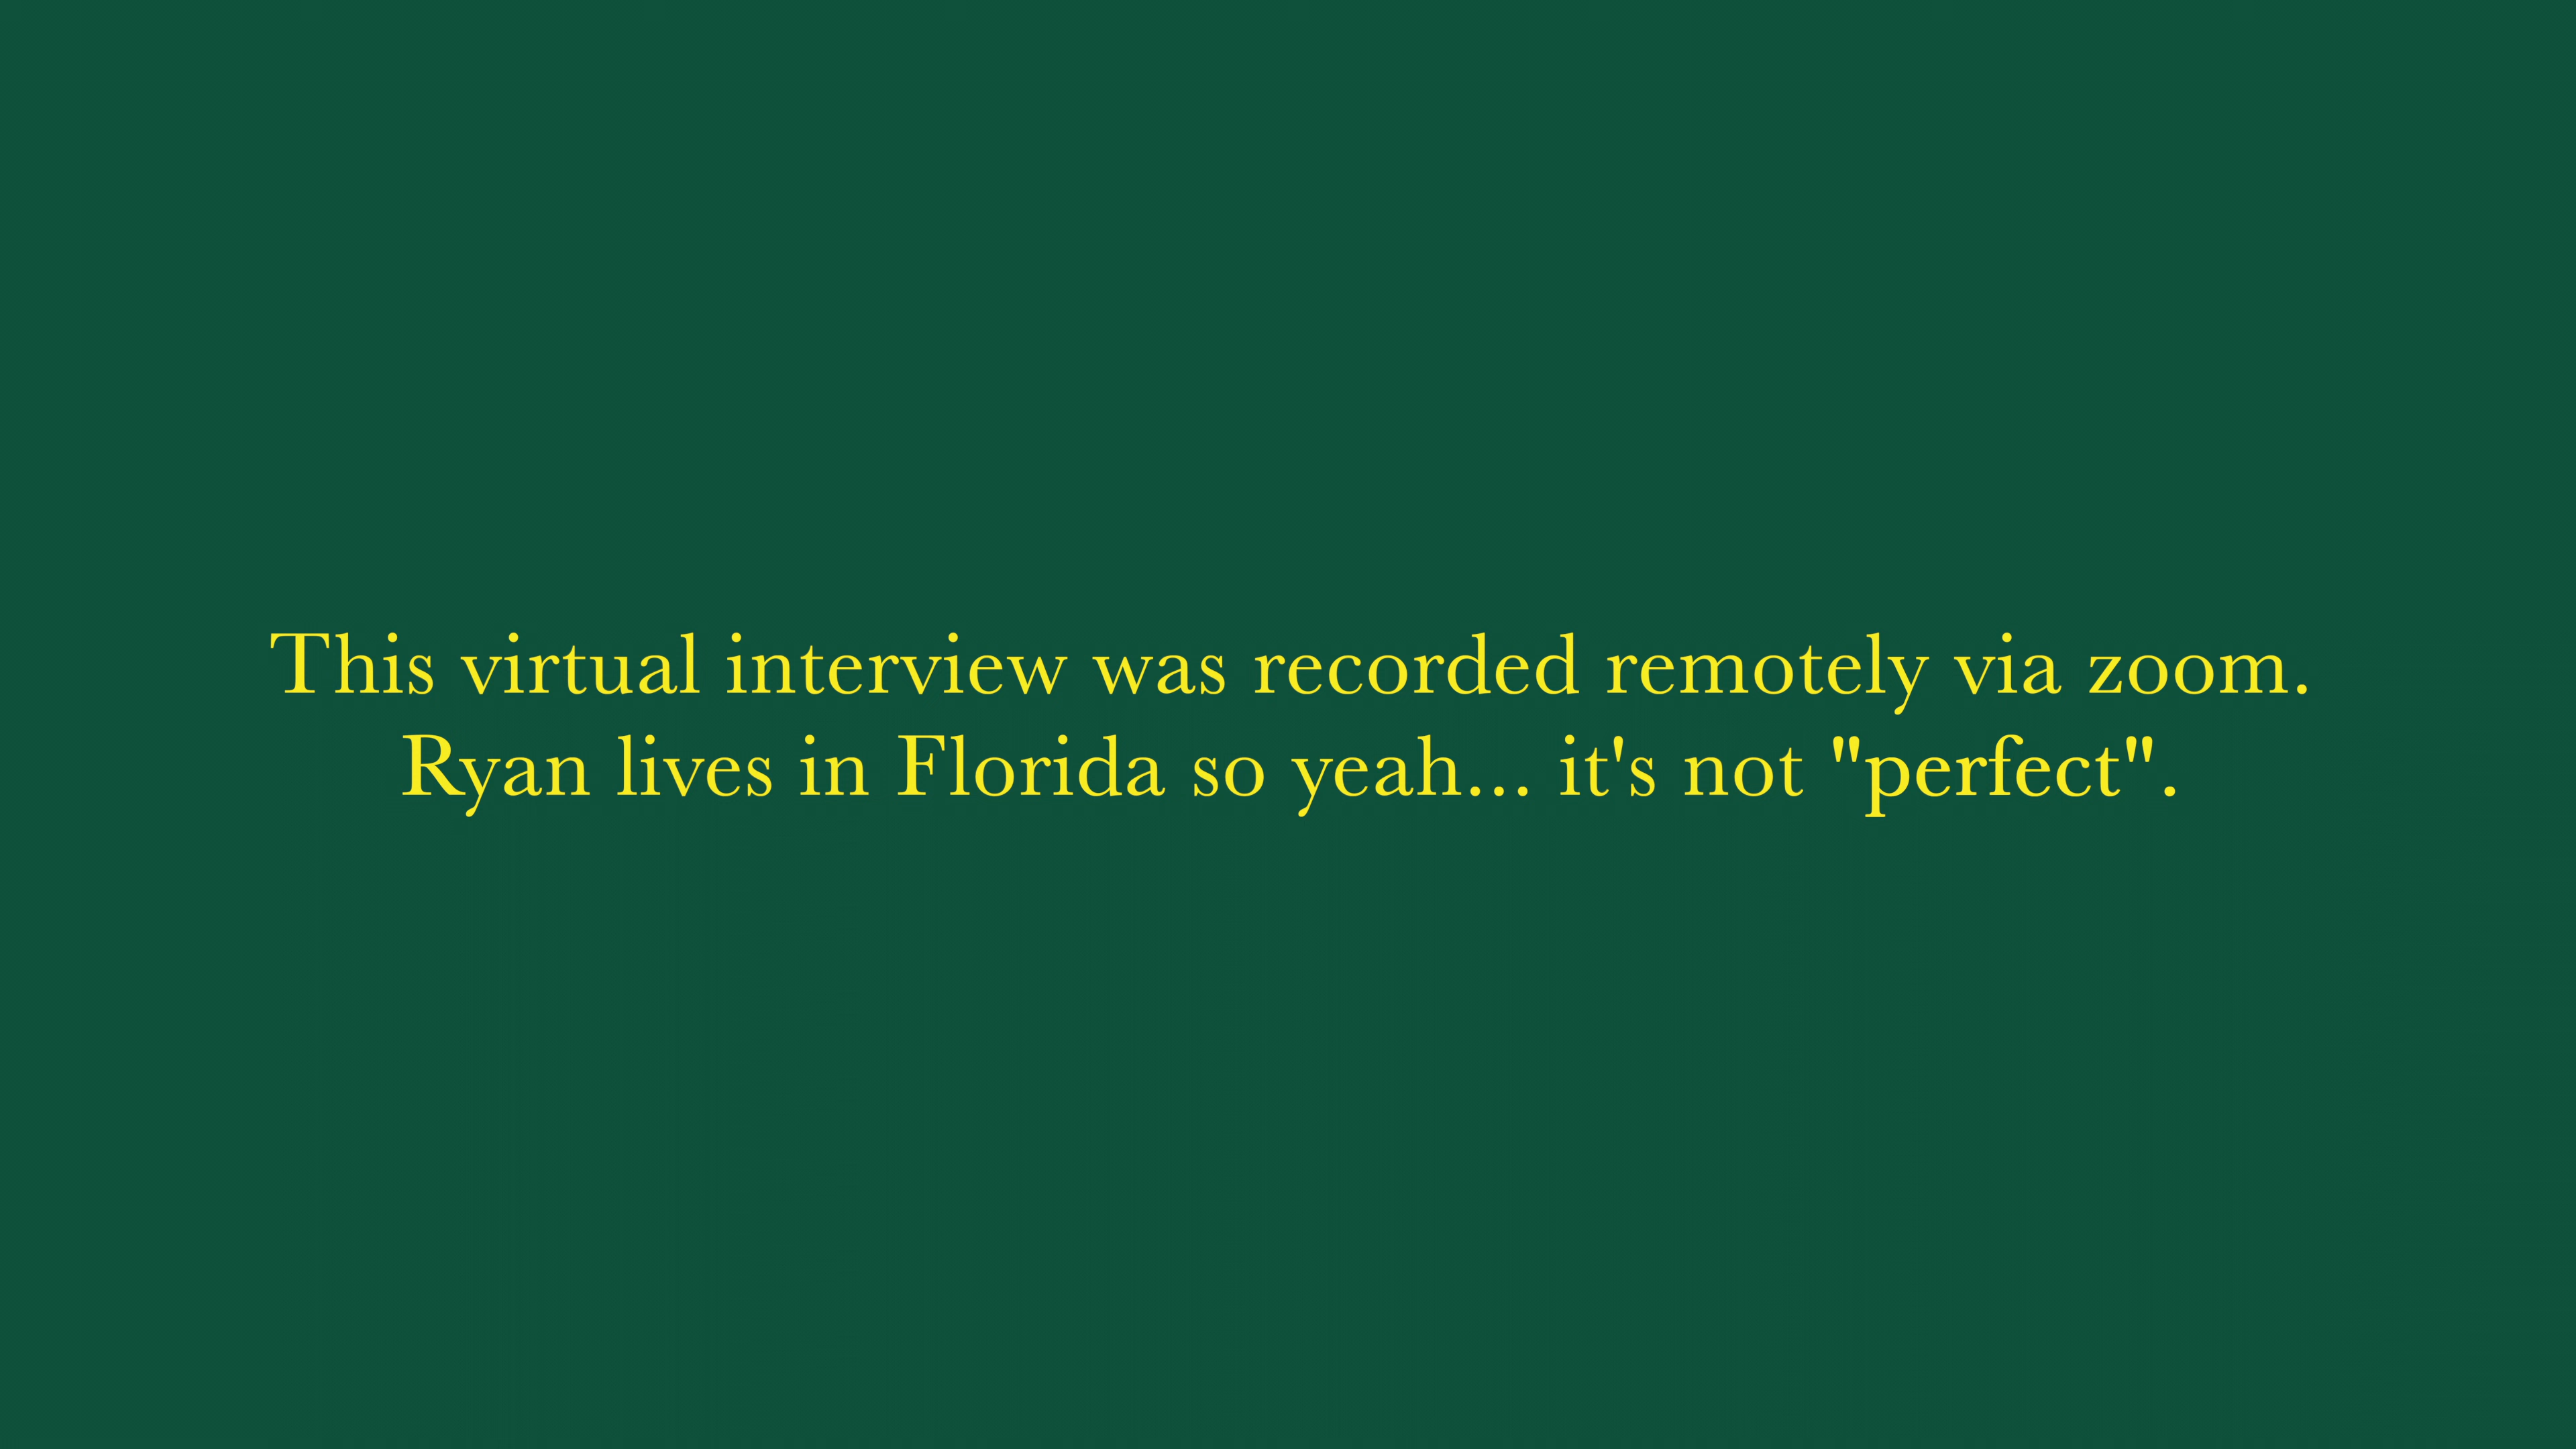 This virtual interview was recorded remotely via zoom.
Ryan lives in Florida so yeah... it's not "perfect".